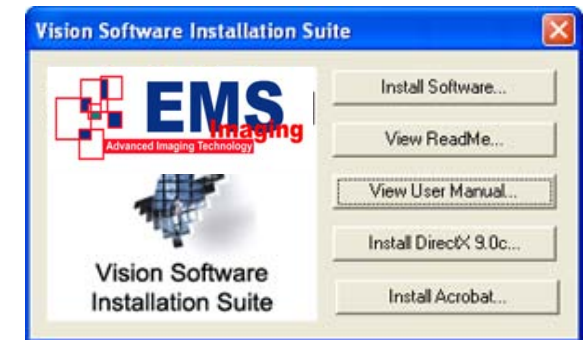 Vision Software Installation Suite
EMS
Imaging
Advanced Imaging Technology
Vision Software
Installation Suite
Install Software...
View ReadMe...
View User Manual...
Install DirectX 9.0c...
Install Acrobat...